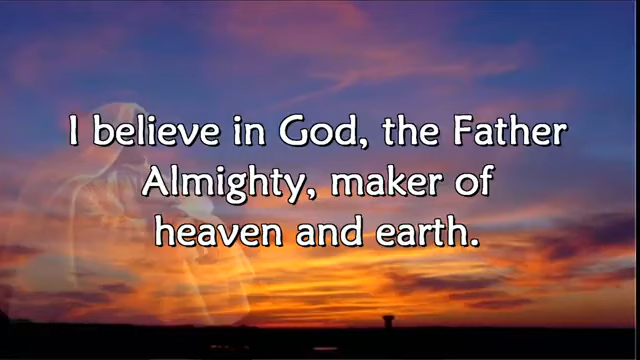 I believe in God, the Father
Almighty, maker of
heaven and earth.